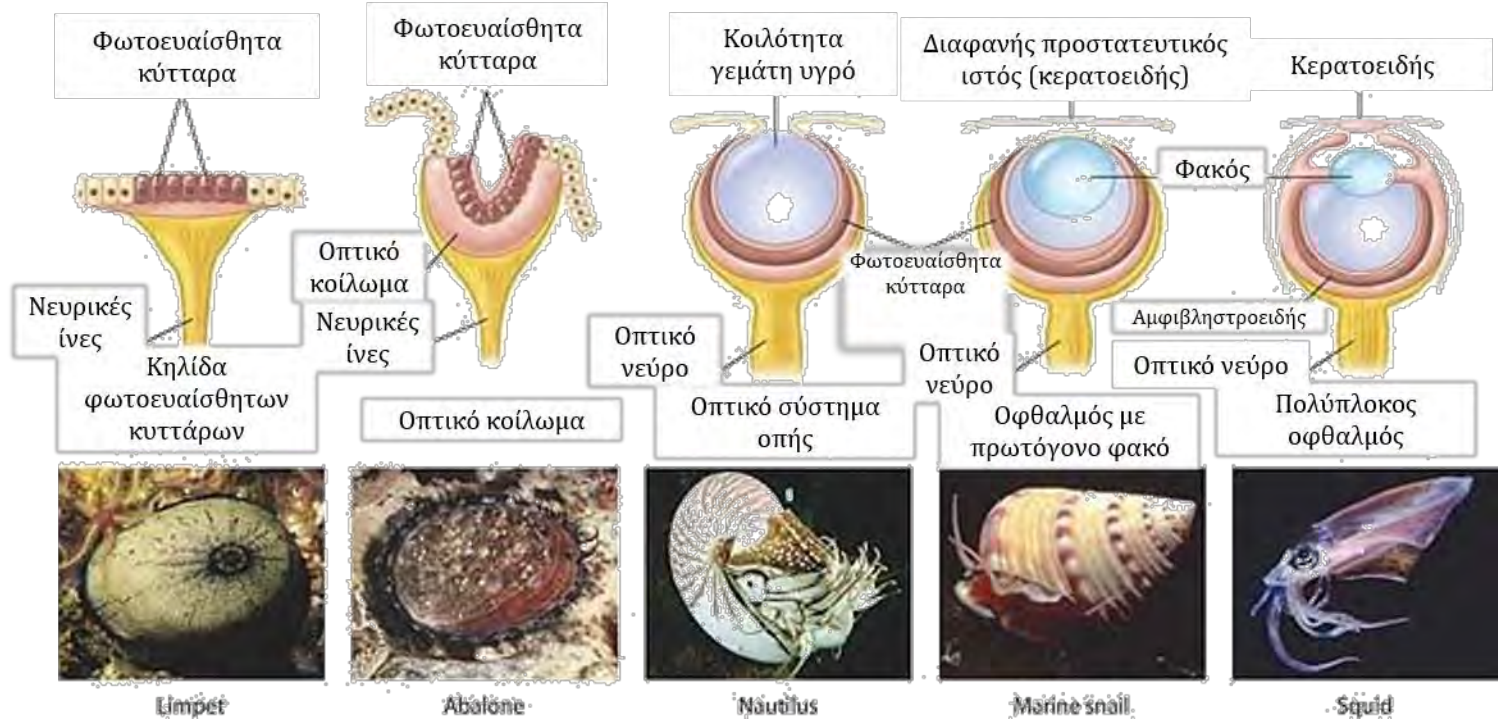 Φωτοευαίσθητα
κύτταρα
Φωτοευαίσθητα
κύτταρα
Κοιλότητα
γεμάτη υγρό
Διαφανής προστατευτικός
ιστός (κερατοειδής)
Κερατοειδής
Φακός
Οπτικό
κοίλωμα
Φωτοευαίσθητα
κύτταρα
Νευρικές
ίνες
Νευρικές
ίνες
Οπτικό
νεύρο
Οπτικό
νεύρο
Αμφιβληστροειδής
Οπτικό νεύρο
Κηλίδα
φωτοευαίσθητων
κυττάρων
Οπτικό κοίλωμα
Οπτικό σύστημα
οπής
Οφθαλμός με
πρωτόγονο φακό
Πολύπλοκος
οφθαλμός
Limpet
Abalone
Nautilus
Marine snail
Squid